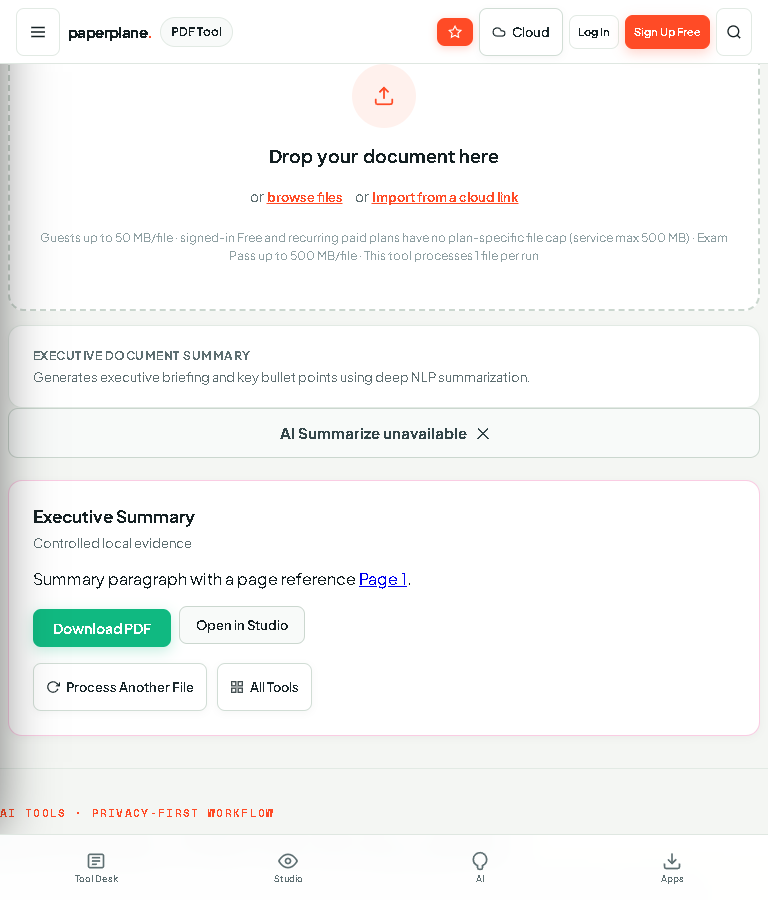 paperplane. PDF Tool Cloud Log In Sign Up Free
Drop your document here
or browse files or Import from a cloud link
Guests up to 50 MB/file · signed-in Free and recurring paid plans have no plan-specific file cap (service max 500 MB) · Exam
Pass up to 500 MB/file · This tool processes 1 file per run
EXECUTIVE DOCUMENT SUMMARY
Generates executive briefing and key bullet points using deep NLP summarization.
AI Summarize unavailable
Executive Summary
Controlled local evidence
Summary paragraph with a page reference Page 1.
Download PDF Open in Studio
Process Another File All Tools
AI TOOLS · PRIVACY-FIRST WORKFLOW
Tool Desk Studio AI Apps